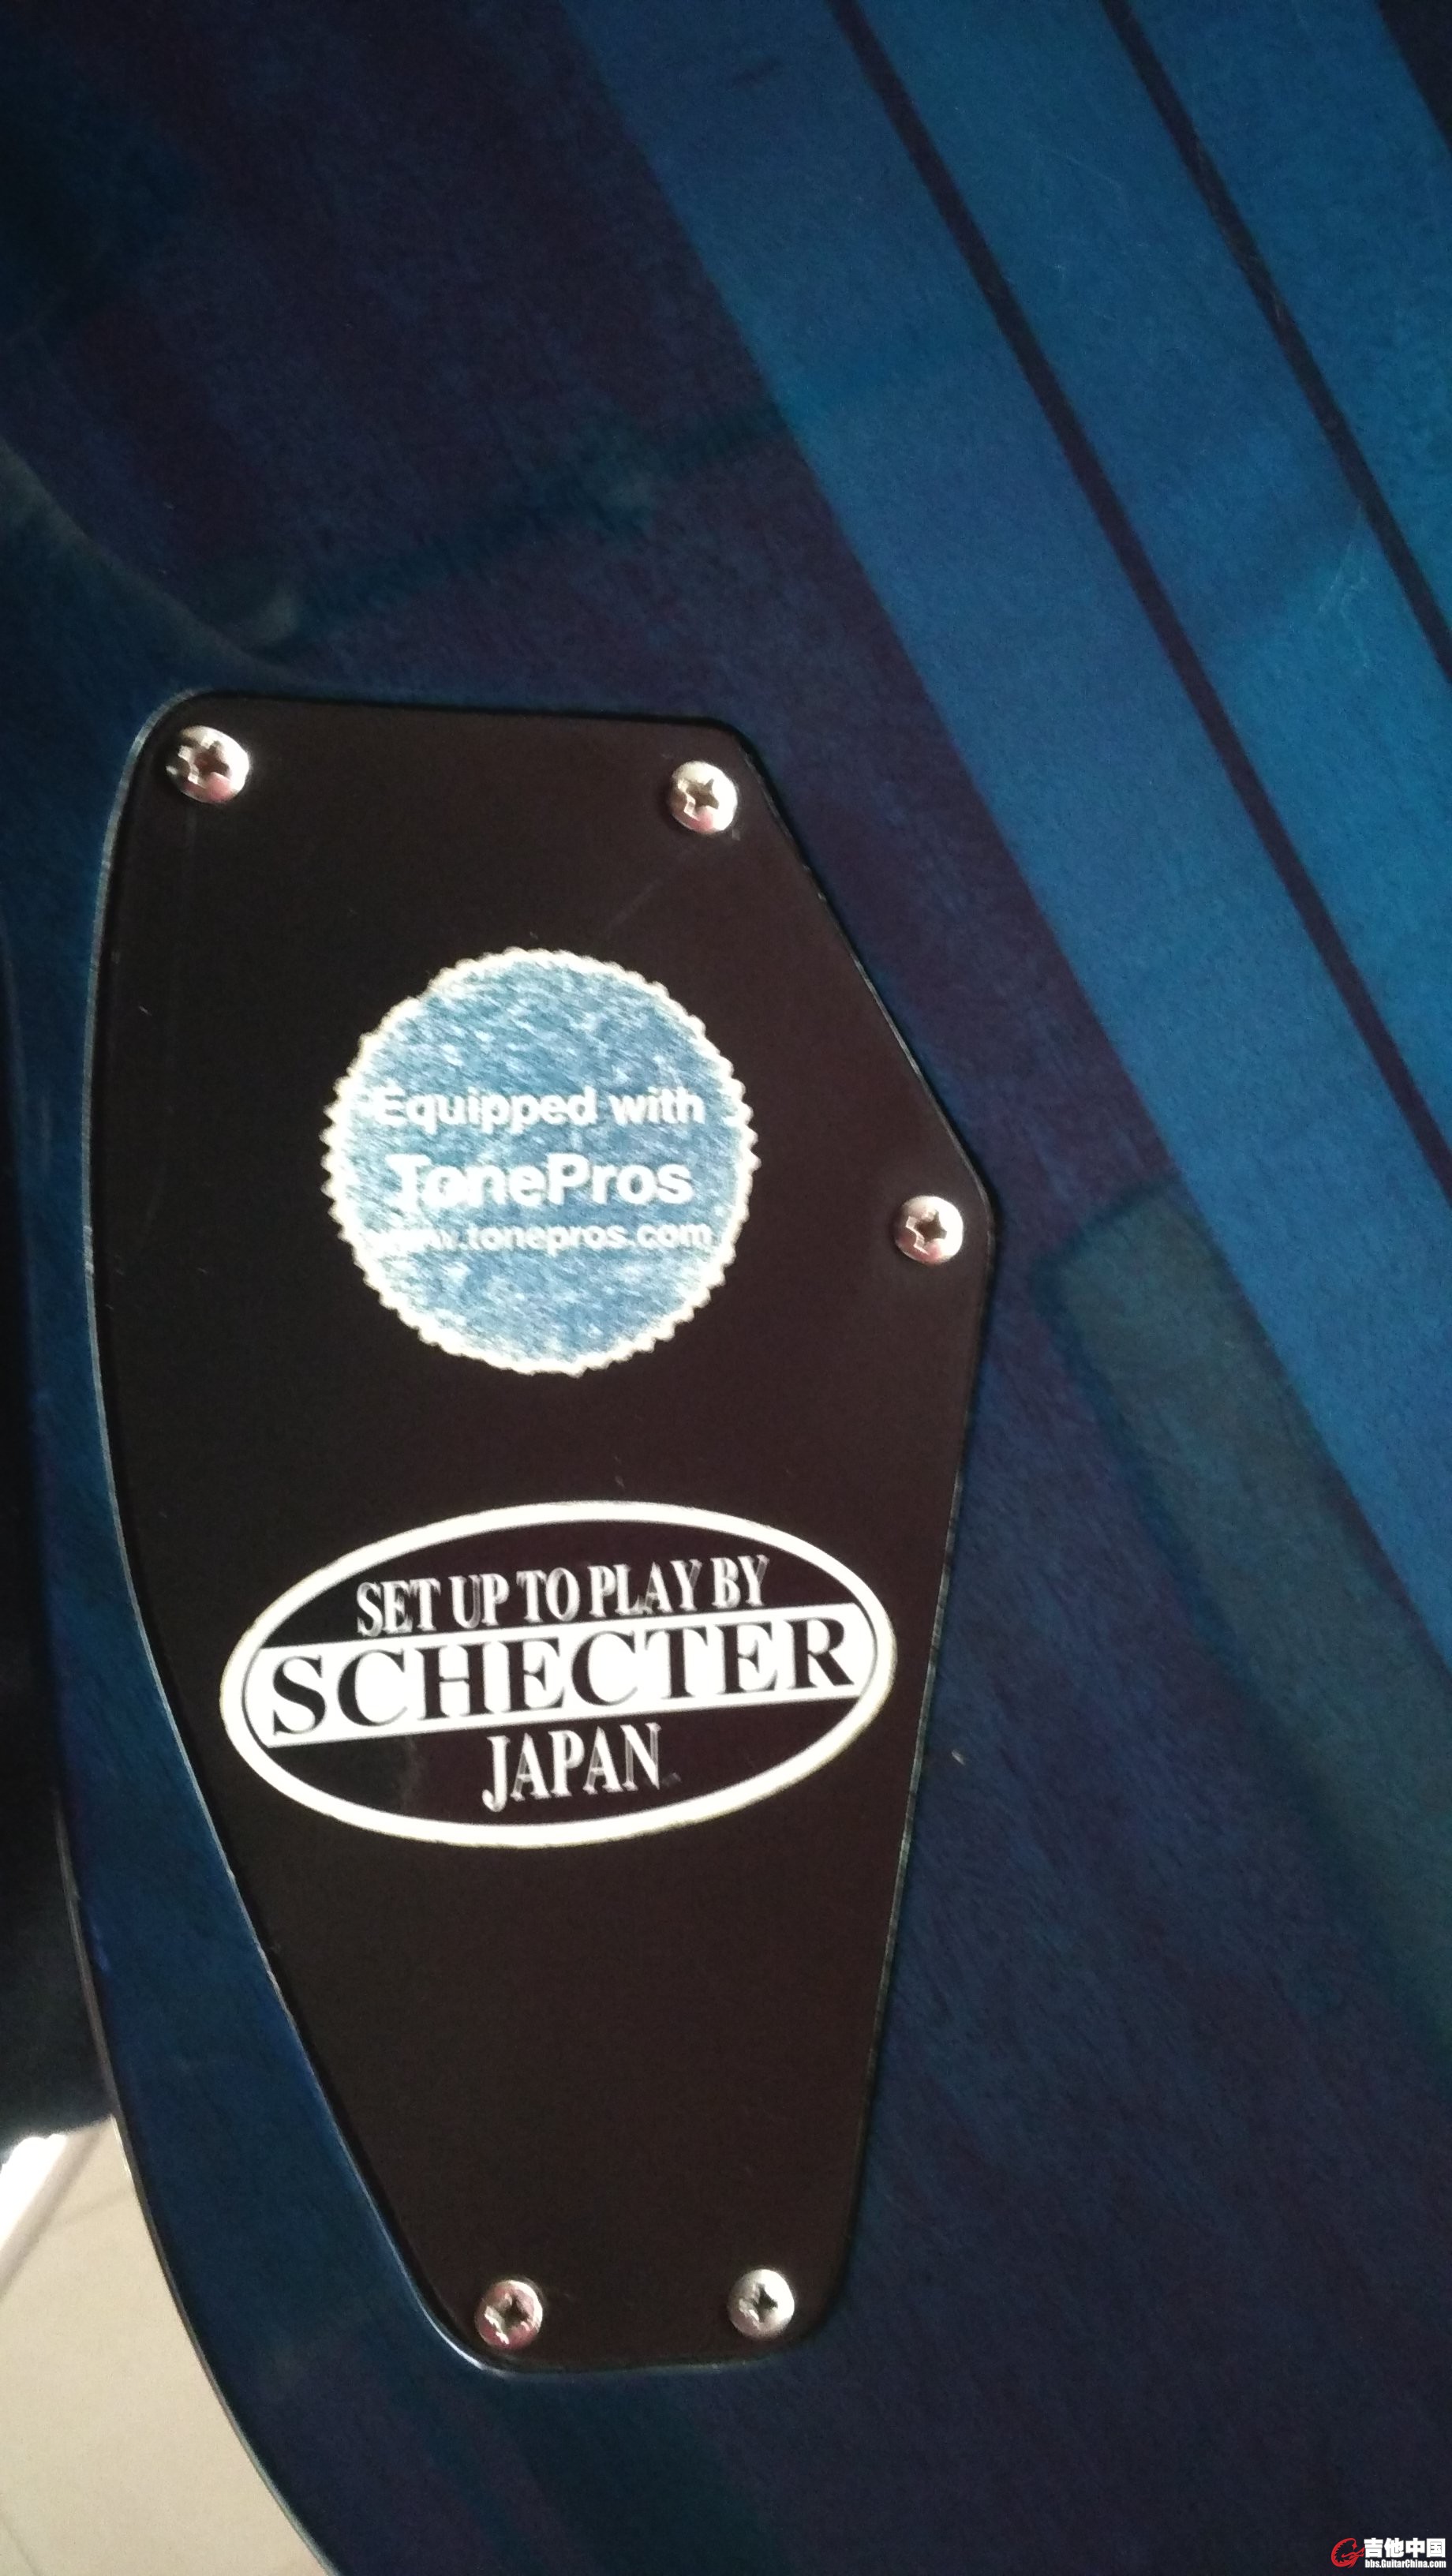 Equipped with
TonePros
www.tonepros.com
SET UP TO PLAY BY
SCHECTER
JAPAN
吉他中国
bbs.GuitarChina.com